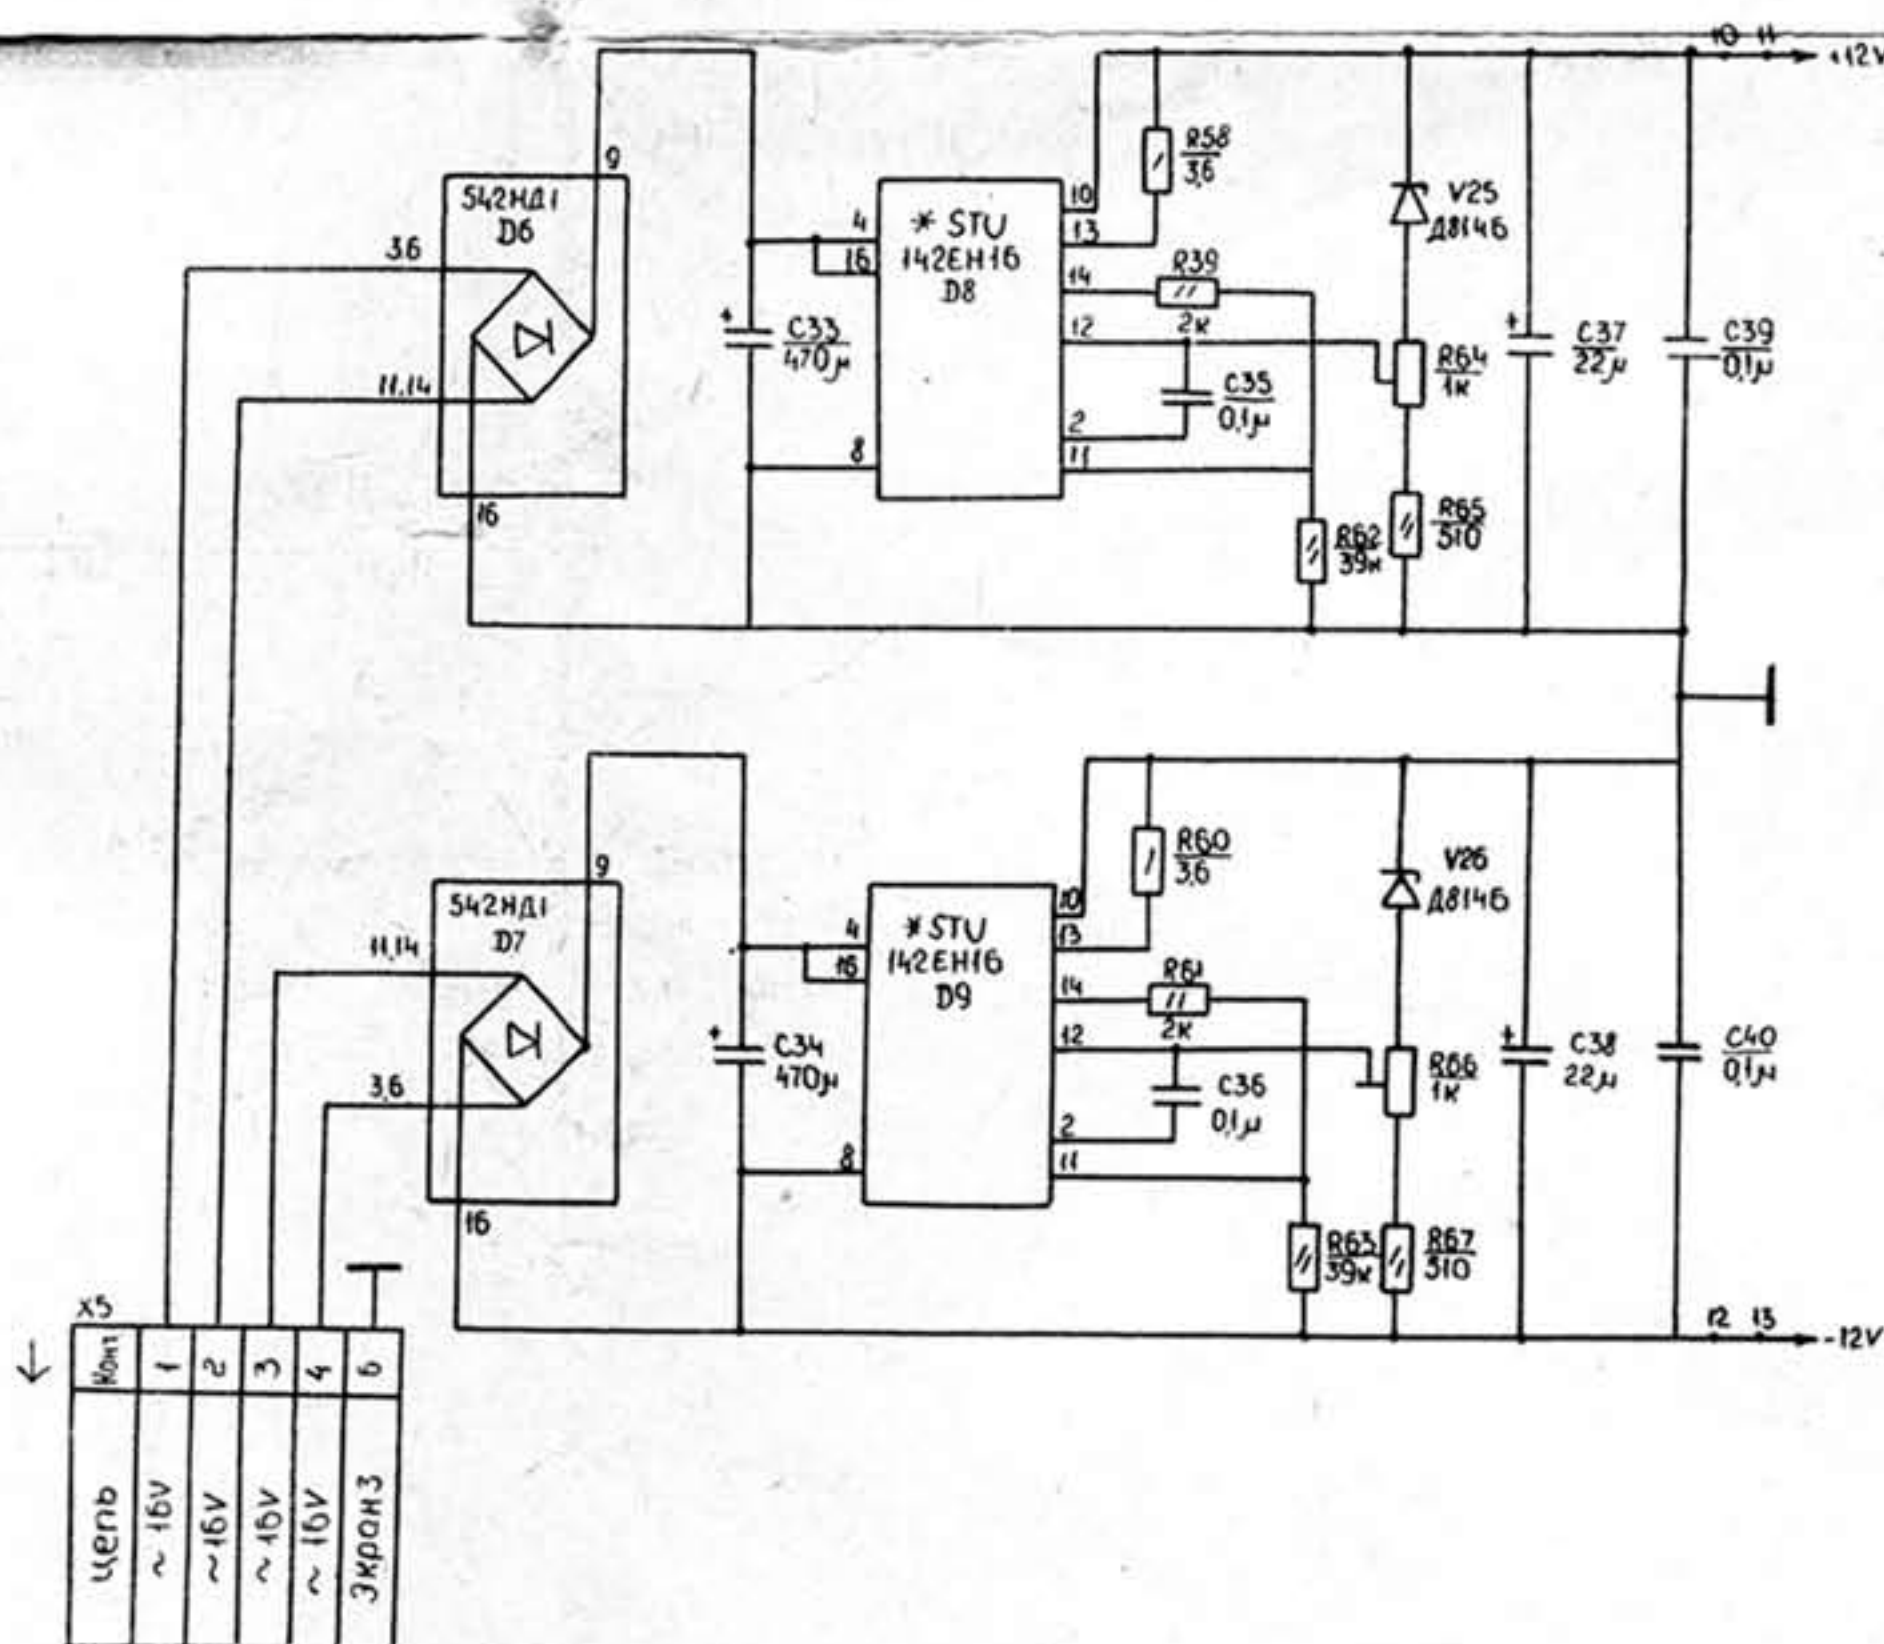 10 11
+12V
9
542НД1
D6
3.6
11.14
16
C33
470μ
+
4
16
8
* STU
142ЕН1Б
D8
10
13
14
12
2
11
R58
3,6
R39
2к
C35
0,1μ
R62
39к
V25
Д814Б
R64
1к
R65
510
+
C37
22μ
C39
0,1μ
9
542НД1
D7
11,14
3,6
16
+
C34
470μ
4
16
8
* STU
142ЕН1Б
D9
10
13
14
12
2
11
R60
3,6
R61
2к
C36
0,1μ
R63
39к
V26
Д814Б
R66
1к
R67
510
+
C38
22μ
C40
0,1μ
12 13
-12V
X5
Конт 1 2 3 4 6
Цепь ~16V ~16V ~16V ~16V Экран 3